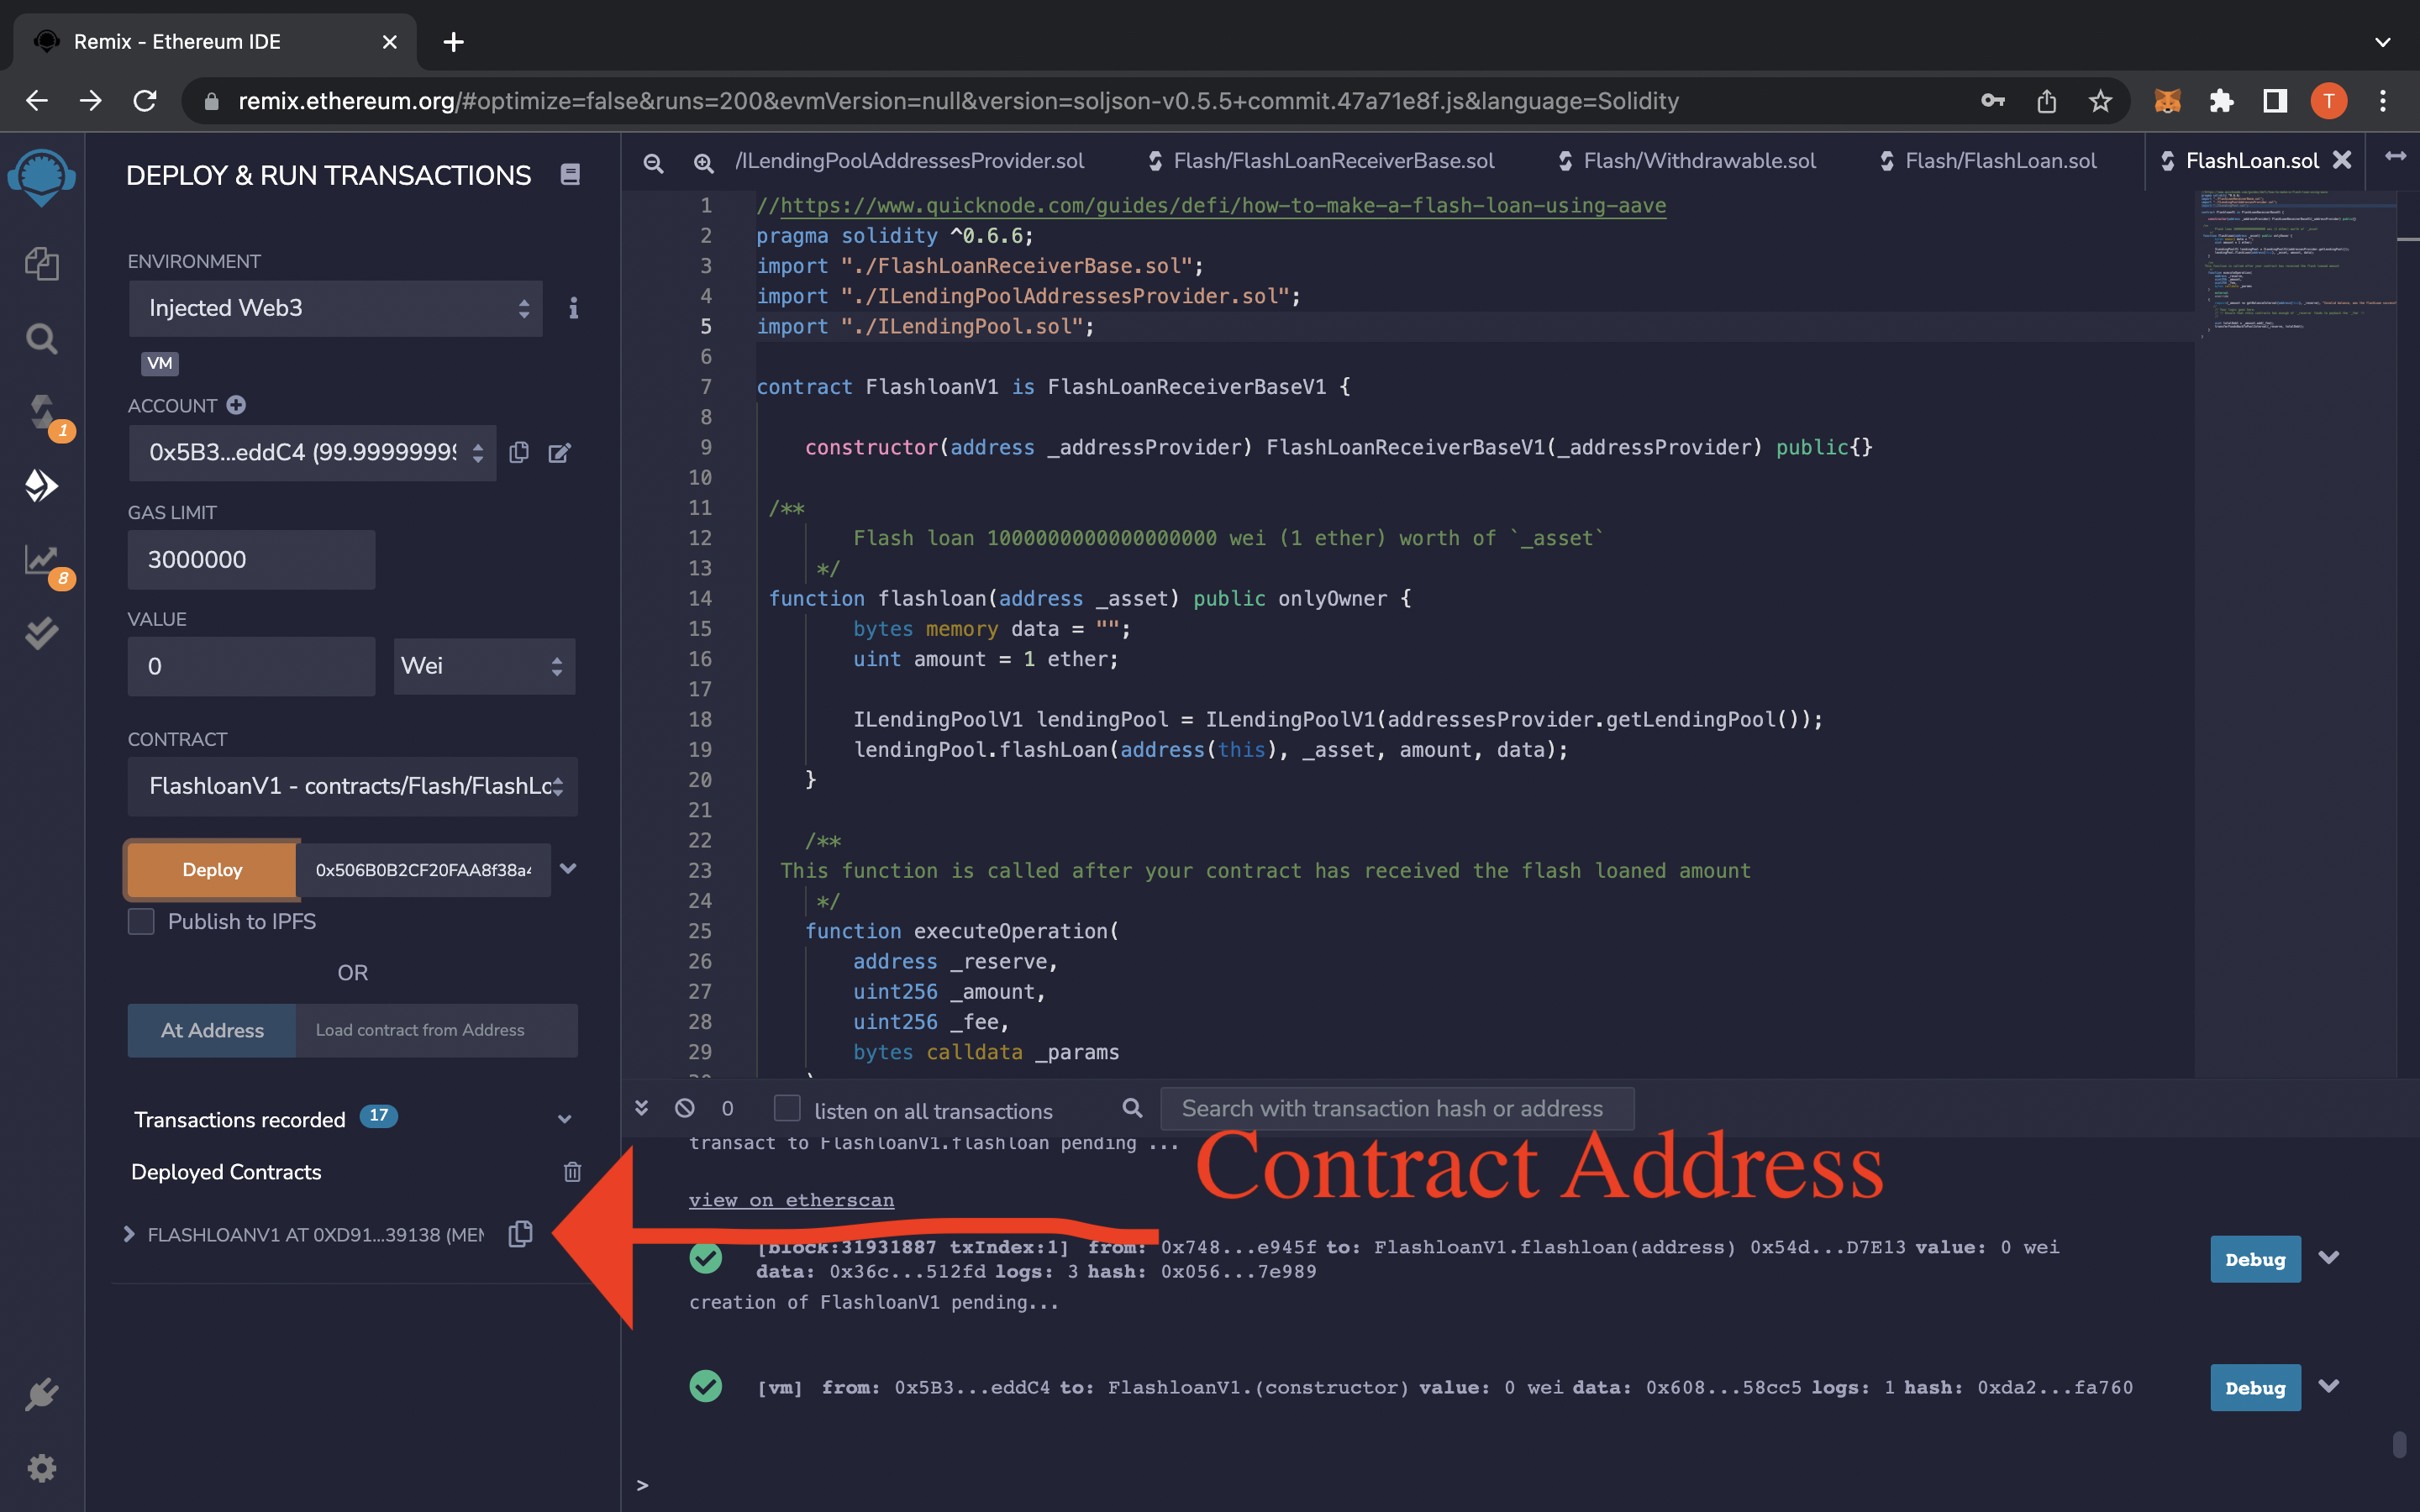 Remix - Ethereum IDE
remix.ethereum.org/#optimize=false&runs=200&evmVersion=null&version=soljson-v0.5.5+commit.47a71e8f.js&language=Solidity
T
DEPLOY & RUN TRANSACTIONS
ENVIRONMENT
Injected Web3
VM
ACCOUNT
0x5B3...eddC4 (99.99999999
1
GAS LIMIT
3000000
8
VALUE
0
Wei
CONTRACT
FlashloanV1 - contracts/Flash/FlashLo
Deploy
0x506B0B2CF20FAA8f38a4
Publish to IPFS
OR
At Address
Load contract from Address
Transactions recorded 17
Deployed Contracts
FLASHLOANV1 AT 0XD91...39138 (MEM
/ILendingPoolAddressesProvider.sol
Flash/FlashLoanReceiverBase.sol
Flash/Withdrawable.sol
Flash/FlashLoan.sol
FlashLoan.sol
1 //https://www.quicknode.com/guides/defi/how-to-make-a-flash-loan-using-aave
2 pragma solidity ^0.6.6;
3 import "./FlashLoanReceiverBase.sol";
4 import "./ILendingPoolAddressesProvider.sol";
5 import "./ILendingPool.sol";
6
7 contract FlashloanV1 is FlashLoanReceiverBaseV1 {
8
9 constructor(address _addressProvider) FlashLoanReceiverBaseV1(_addressProvider) public{}
10
11 /**
12 Flash loan 1000000000000000000 wei (1 ether) worth of `_asset`
13 */
14 function flashloan(address _asset) public onlyOwner {
15 bytes memory data = "";
16 uint amount = 1 ether;
17
18 ILendingPoolV1 lendingPool = ILendingPoolV1(addressesProvider.getLendingPool());
19 lendingPool.flashLoan(address(this), _asset, amount, data);
20 }
21
22 /**
23 This function is called after your contract has received the flash loaned amount
24 */
25 function executeOperation(
26 address _reserve,
27 uint256 _amount,
28 uint256 _fee,
29 bytes calldata _params
0
listen on all transactions
Search with transaction hash or address
transact to FlashloanV1.flashloan pending ...
Contract Address
view on etherscan
[block:31931887 txIndex:1] from: 0x748...e945f to: FlashloanV1.flashloan(address) 0x54d...D7E13 value: 0 wei
data: 0x36c...512fd logs: 3 hash: 0x056...7e989
Debug
creation of FlashloanV1 pending...
[vm] from: 0x5B3...eddC4 to: FlashloanV1.(constructor) value: 0 wei data: 0x608...58cc5 logs: 1 hash: 0xda2...fa760
Debug
>